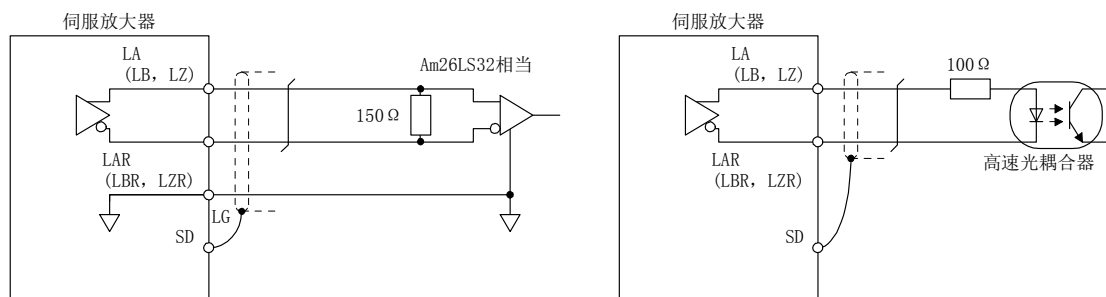 伺服放大器
LA
(LB, LZ)
Am26LS32相当
150Ω
LAR
(LBR, LZR)
LG
SD
伺服放大器
LA
(LB, LZ)
100Ω
LAR
(LBR, LZR)
高速光耦合器
SD